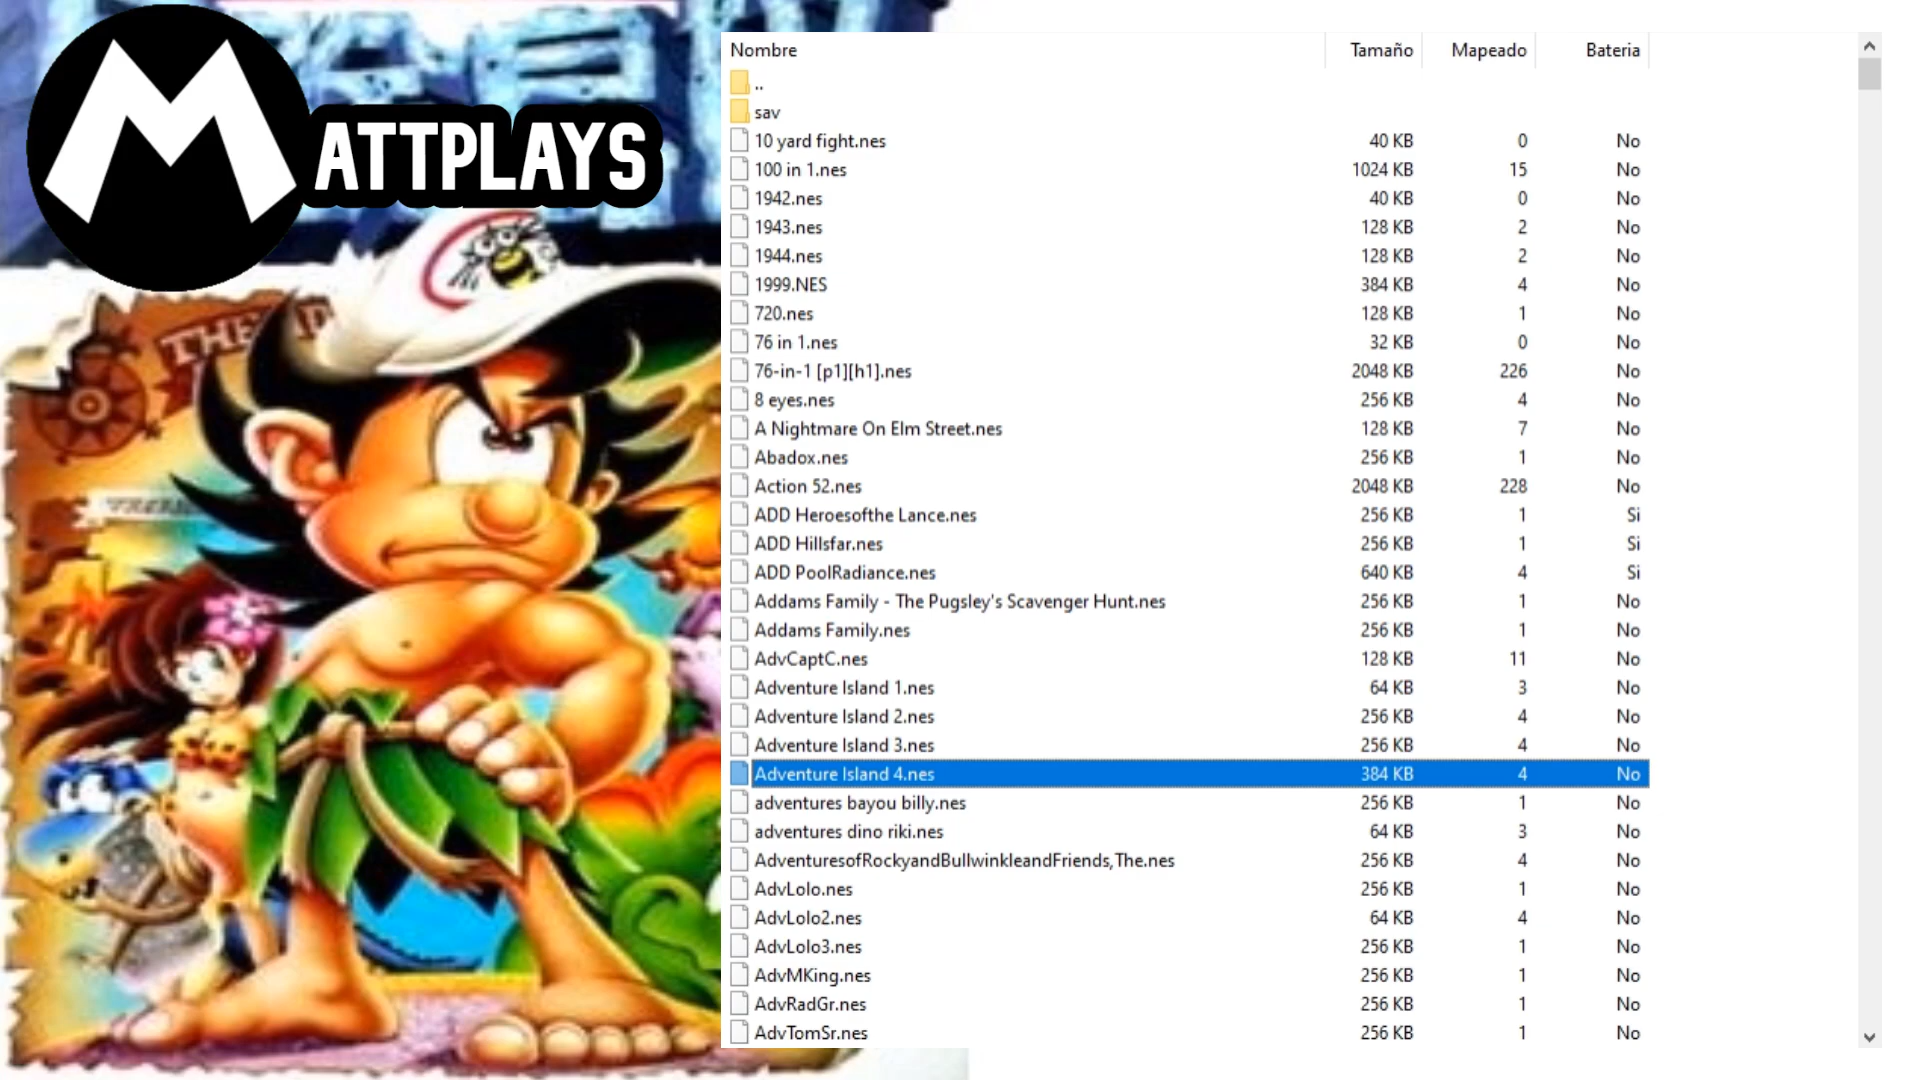 MATTPLAYS
THE
Nombre Tamaño Mapeado Bateria
..
sav
10 yard fight.nes 40 KB 0 No
100 in 1.nes 1024 KB 15 No
1942.nes 40 KB 0 No
1943.nes 128 KB 2 No
1944.nes 128 KB 2 No
1999.NES 384 KB 4 No
720.nes 128 KB 1 No
76 in 1.nes 32 KB 0 No
76-in-1 [p1][h1].nes 2048 KB 226 No
8 eyes.nes 256 KB 4 No
A Nightmare On Elm Street.nes 128 KB 7 No
Abadox.nes 256 KB 1 No
Action 52.nes 2048 KB 228 No
ADD Heroesofthe Lance.nes 256 KB 1 Si
ADD Hillsfar.nes 256 KB 1 Si
ADD PoolRadiance.nes 640 KB 4 Si
Addams Family - The Pugsley's Scavenger Hunt.nes 256 KB 1 No
Addams Family.nes 256 KB 1 No
AdvCaptC.nes 128 KB 11 No
Adventure Island 1.nes 64 KB 3 No
Adventure Island 2.nes 256 KB 4 No
Adventure Island 3.nes 256 KB 4 No
Adventure Island 4.nes 384 KB 4 No
adventures bayou billy.nes 256 KB 1 No
adventures dino riki.nes 64 KB 3 No
AdventuresofRockyandBullwinkleandFriends,The.nes 256 KB 4 No
AdvLolo.nes 256 KB 1 No
AdvLolo2.nes 64 KB 4 No
AdvLolo3.nes 256 KB 1 No
AdvMKing.nes 256 KB 1 No
AdvRadGr.nes 256 KB 1 No
AdvTomSr.nes 256 KB 1 No